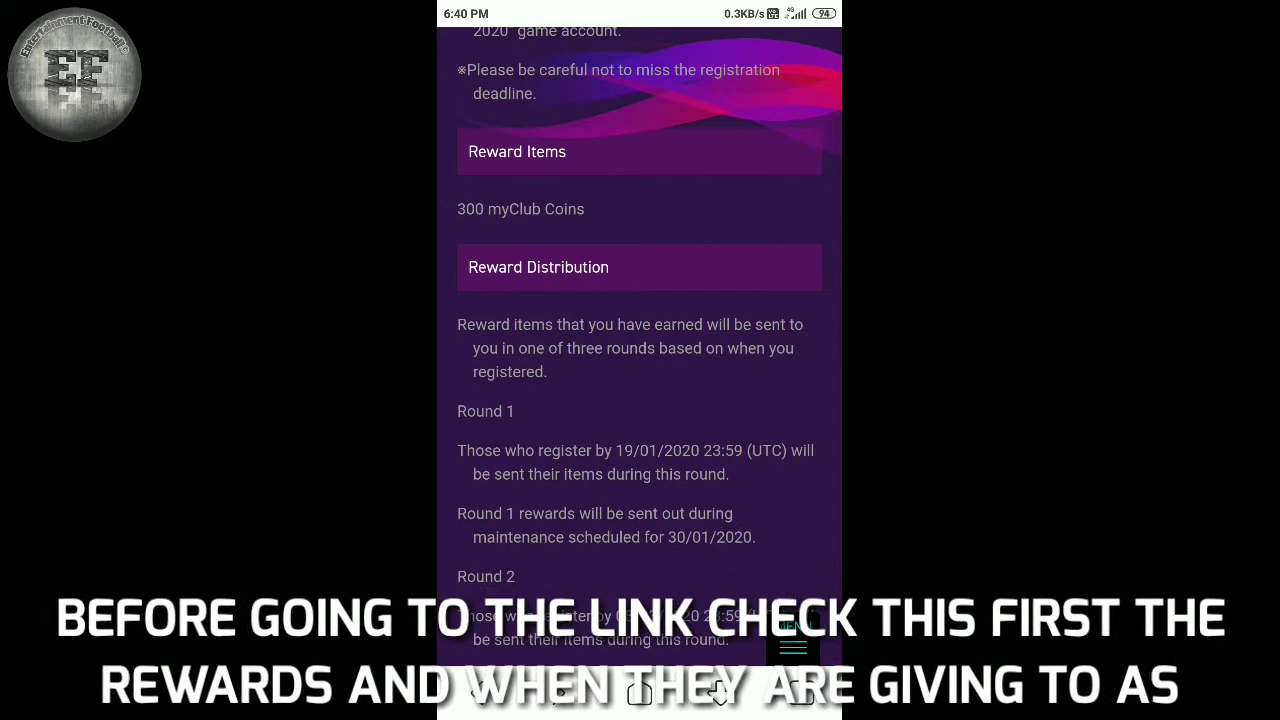 Entertainment Football
EF
6:40 PM
0.3KB/s
4G
94
2020" game account.
※Please be careful not to miss the registration
deadline.
Reward Items
300 myClub Coins
Reward Distribution
Reward items that you have earned will be sent to
you in one of three rounds based on when you
registered.
Round 1
Those who register by 19/01/2020 23:59 (UTC) will
be sent their items during this round.
Round 1 rewards will be sent out during
maintenance scheduled for 30/01/2020.
Round 2
be sent their items during this round.
BEFORE GOING TO THE LINK CHECK THIS FIRST THE
REWARDS AND WHEN THEY ARE GIVING TO AS